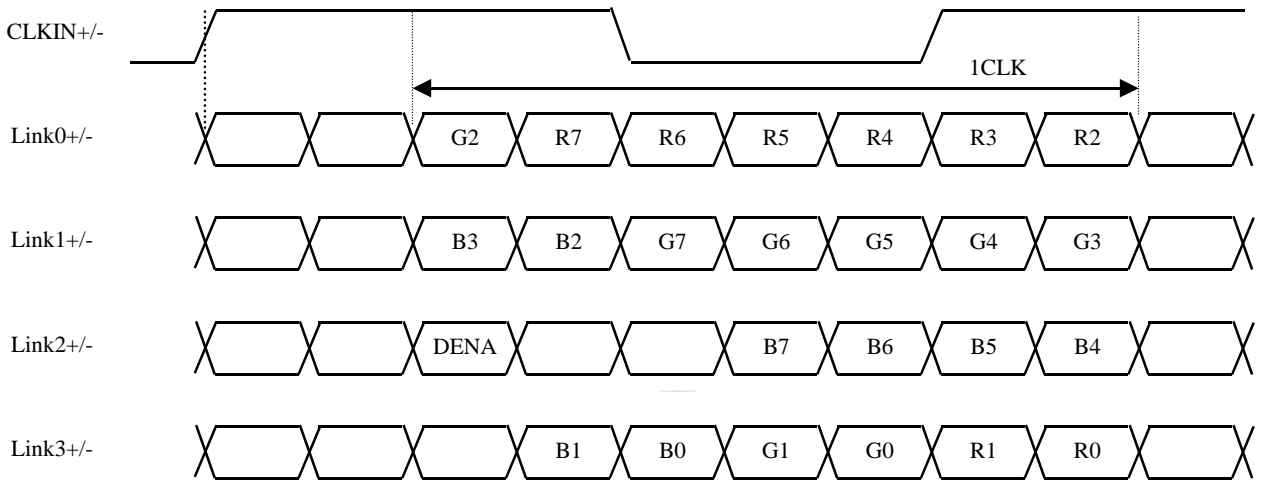 CLKIN+/-
1CLK
Link0+/- G2 R7 R6 R5 R4 R3 R2
Link1+/- B3 B2 G7 G6 G5 G4 G3
Link2+/- DENA B7 B6 B5 B4
Link3+/- B1 B0 G1 G0 R1 R0